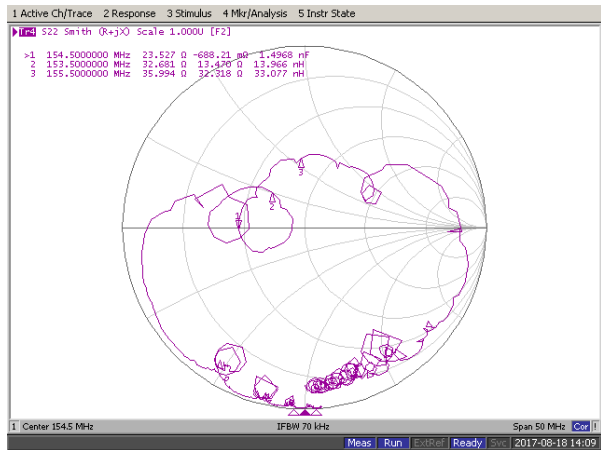 1 Active Ch/Trace 2 Response 3 Stimulus 4 Mkr/Analysis 5 Instr State
Tr4 S22 Smith (R+jX) Scale 1.000U [F2]
>1 154.5000000 MHz 23.527 Ω -688.21 mΩ 1.4968 nF
2 153.5000000 MHz 32.681 Ω 13.470 Ω 13.966 nH
3 155.5000000 MHz 35.994 Ω 32.318 Ω 33.077 nH
3
2
1
1 Center 154.5 MHz IFBW 70 kHz Span 50 MHz Cor !
Meas Run ExtRef Ready Svc 2017-08-18 14:09